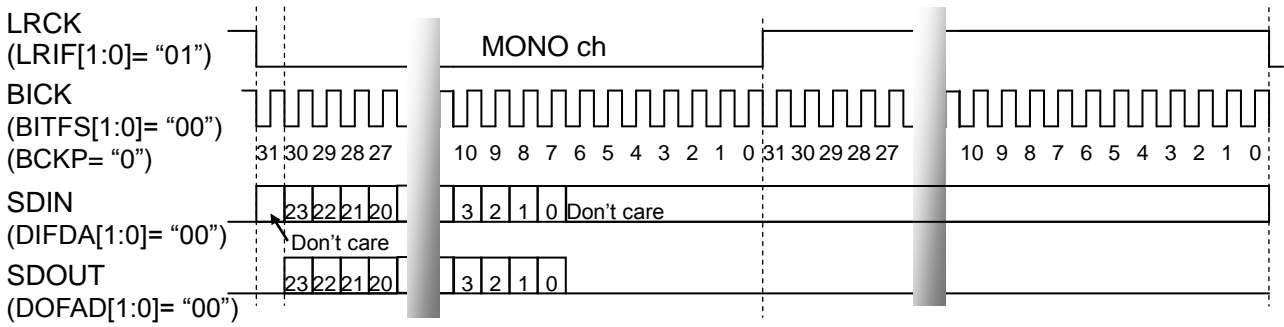 LRCK
(LRIF[1:0]= “01”)
MONO ch
BICK
(BITFS[1:0]= “00”)
(BCKP= “0”)
31 30 29 28 27 10 9 8 7 6 5 4 3 2 1 0 31 30 29 28 27 10 9 8 7 6 5 4 3 2 1 0
SDIN
(DIFDA[1:0]= “00”)
23 22 21 20 3 2 1 0 Don’t care
Don’t care
SDOUT
(DOFAD[1:0]= “00”)
23 22 21 20 3 2 1 0